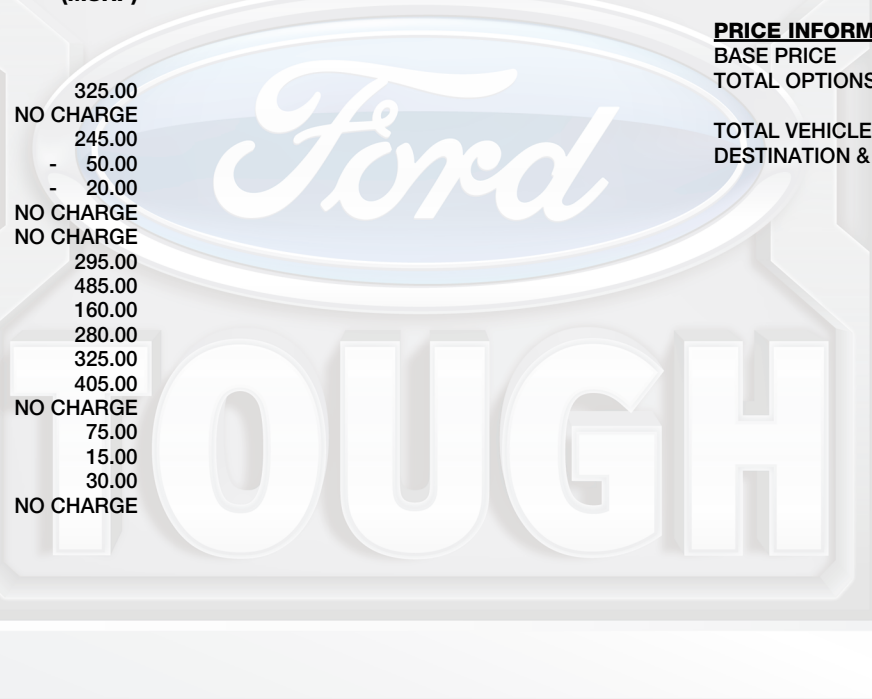 325.00
NO CHARGE
245.00
- 50.00
- 20.00
NO CHARGE
NO CHARGE
295.00
485.00
160.00
280.00
325.00
405.00
NO CHARGE
75.00
15.00
30.00
NO CHARGE
PRICE INFORM
BASE PRICE
TOTAL OPTIONS
TOTAL VEHICLE
DESTINATION &
Ford
TOUGH